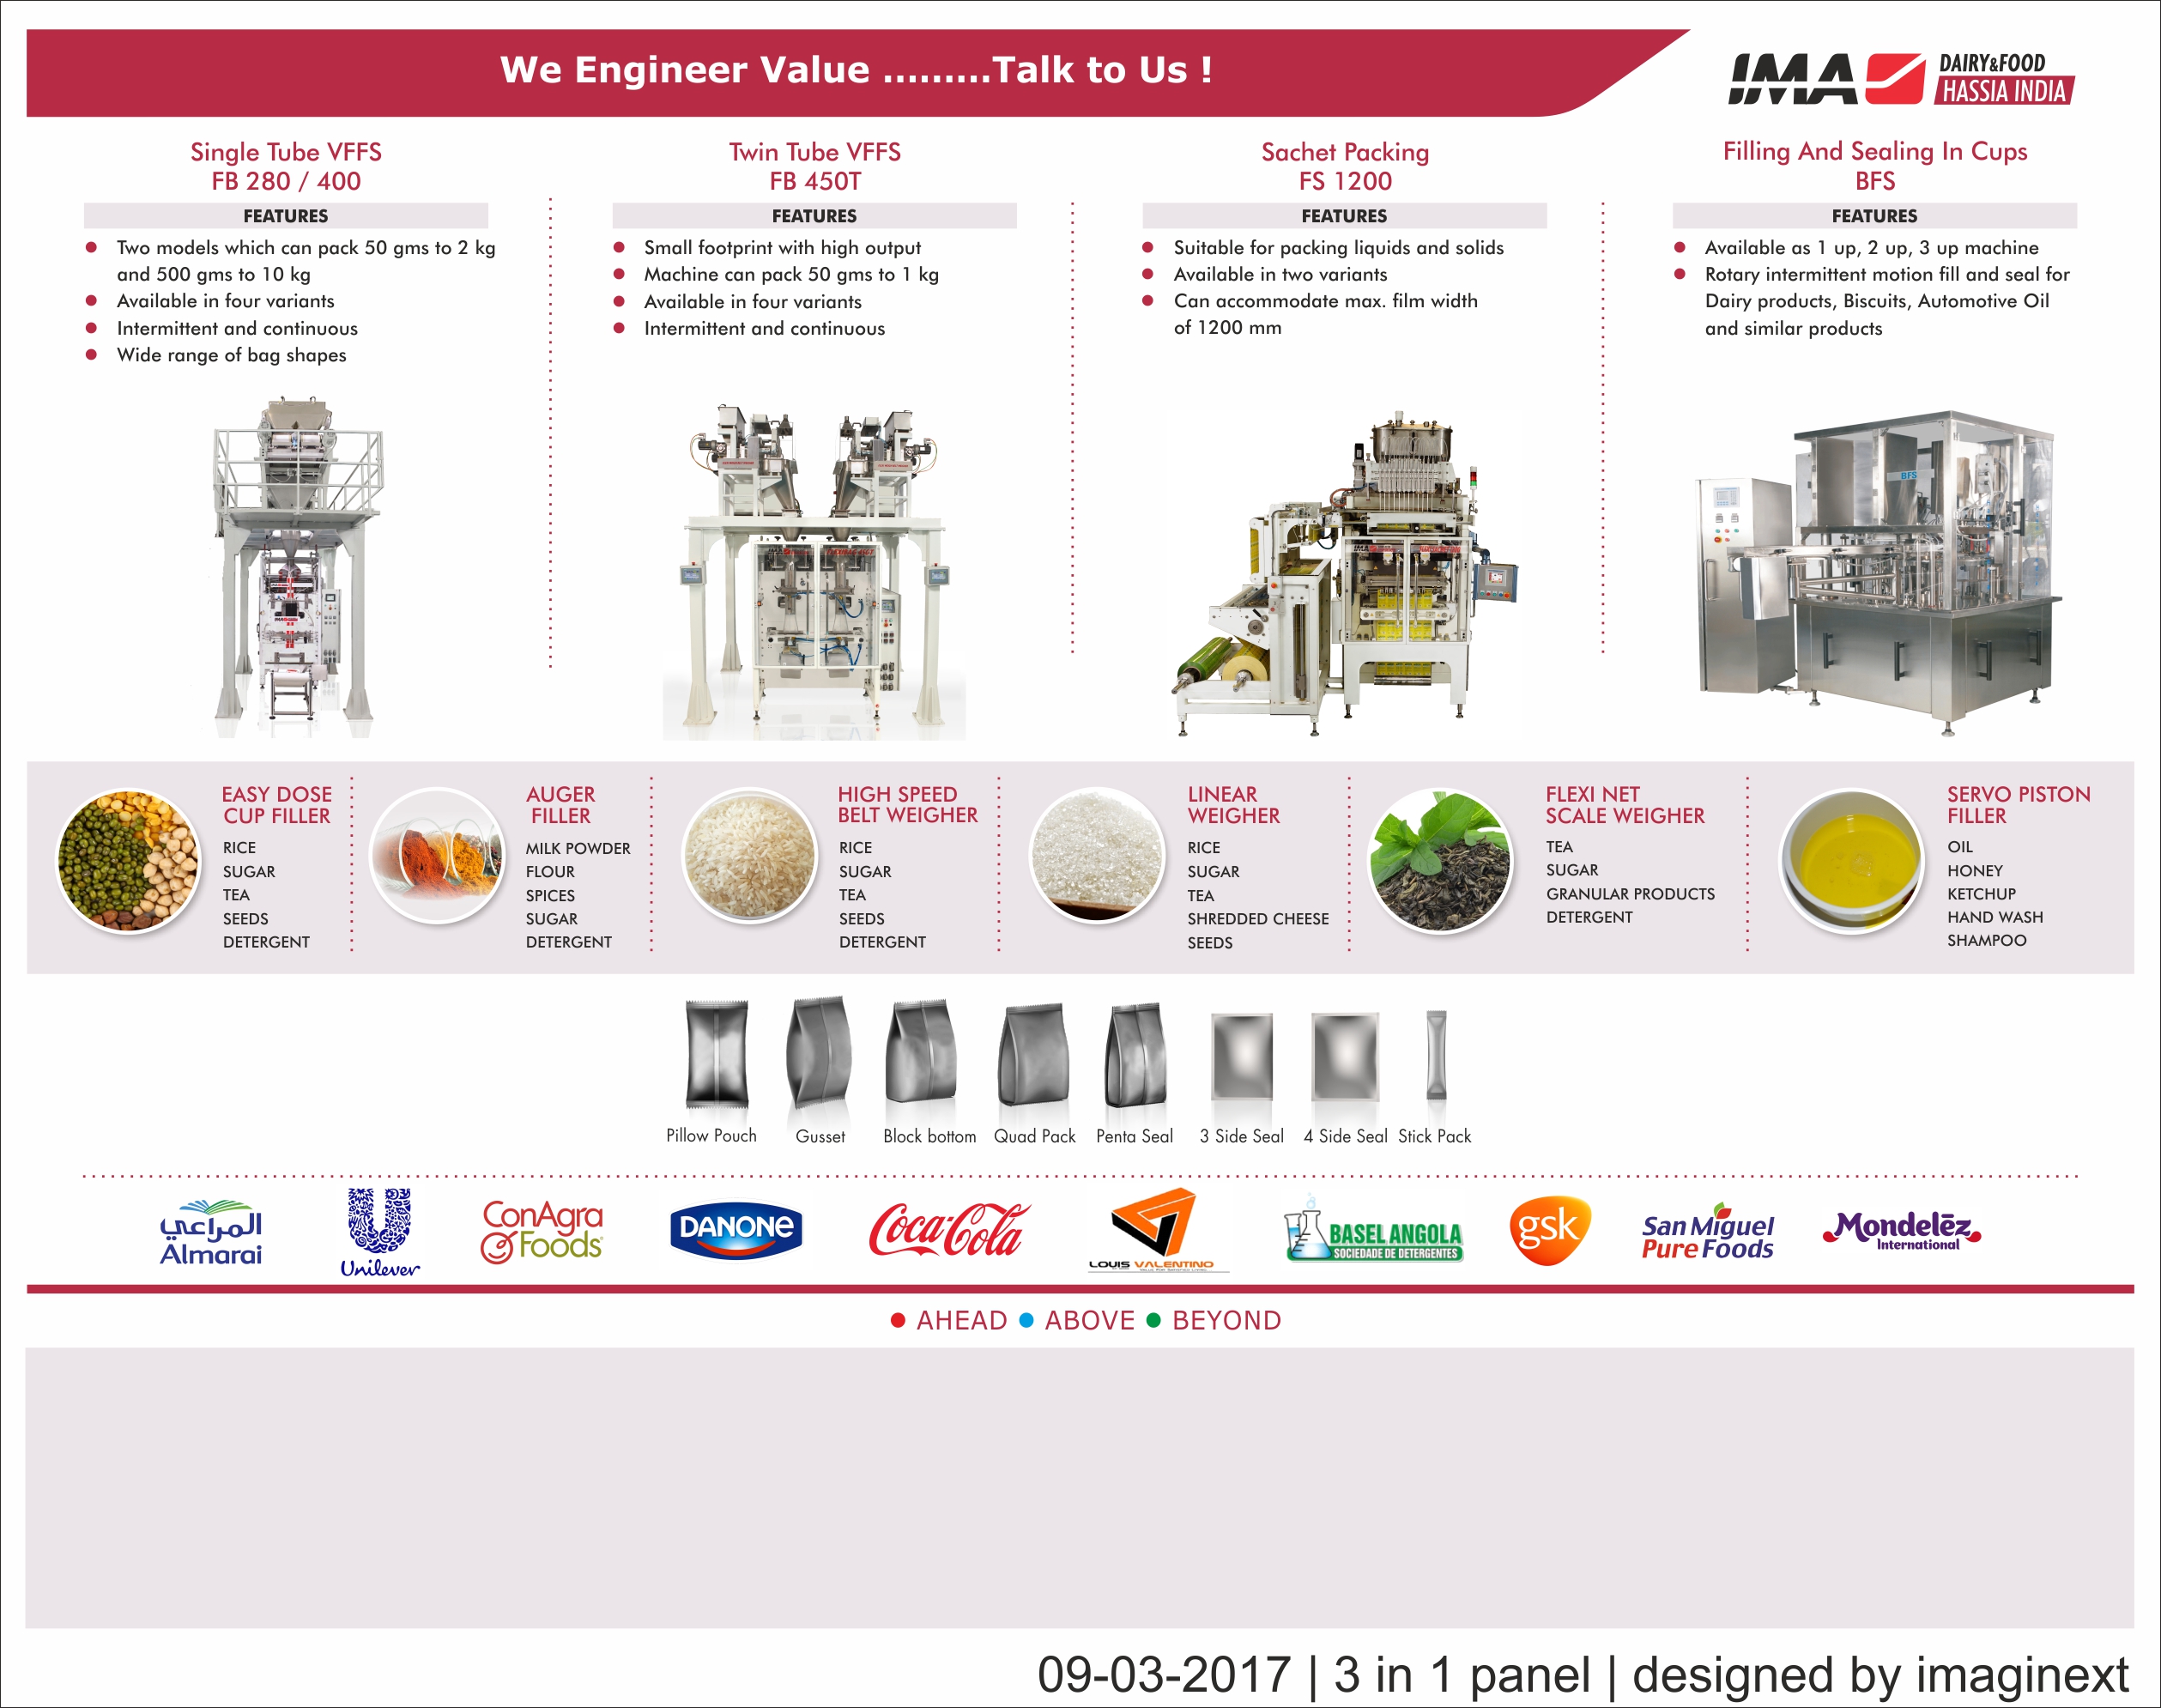 We Engineer Value .........Talk to Us !
IMA
DAIRY&FOOD
HASSIA INDIA
Single Tube VFFS
FB 280 / 400
FEATURES
Two models which can pack 50 gms to 2 kg
and 500 gms to 10 kg
Available in four variants
Intermittent and continuous
Wide range of bag shapes
Twin Tube VFFS
FB 450T
FEATURES
Small footprint with high output
Machine can pack 50 gms to 1 kg
Available in four variants
Intermittent and continuous
Sachet Packing
FS 1200
FEATURES
Suitable for packing liquids and solids
Available in two variants
Can accommodate max. film width
of 1200 mm
Filling And Sealing In Cups
BFS
FEATURES
Available as 1 up, 2 up, 3 up machine
Rotary intermittent motion fill and seal for
Dairy products, Biscuits, Automotive Oil
and similar products
IMA
IMA
IMA
BFS
EASY DOSE
CUP FILLER
RICE
SUGAR
TEA
SEEDS
DETERGENT
AUGER
FILLER
MILK POWDER
FLOUR
SPICES
SUGAR
DETERGENT
HIGH SPEED
BELT WEIGHER
RICE
SUGAR
TEA
SEEDS
DETERGENT
LINEAR
WEIGHER
RICE
SUGAR
TEA
SHREDDED CHEESE
SEEDS
FLEXI NET
SCALE WEIGHER
TEA
SUGAR
GRANULAR PRODUCTS
DETERGENT
SERVO PISTON
FILLER
OIL
HONEY
KETCHUP
HAND WASH
SHAMPOO
Pillow Pouch
Gusset
Block bottom
Quad Pack
Penta Seal
3 Side Seal
4 Side Seal
Stick Pack
المراعي
Almarai
Unilever
ConAgra
Foods
DANONE
Coca-Cola
LOUIS VALENTINO
BASEL ANGOLA
SOCIEDADE DE DETERGENTES
gsk
San Miguel
Pure Foods
Mondelēz
International
AHEAD ABOVE BEYOND
09-03-2017 | 3 in 1 panel | designed by imaginext